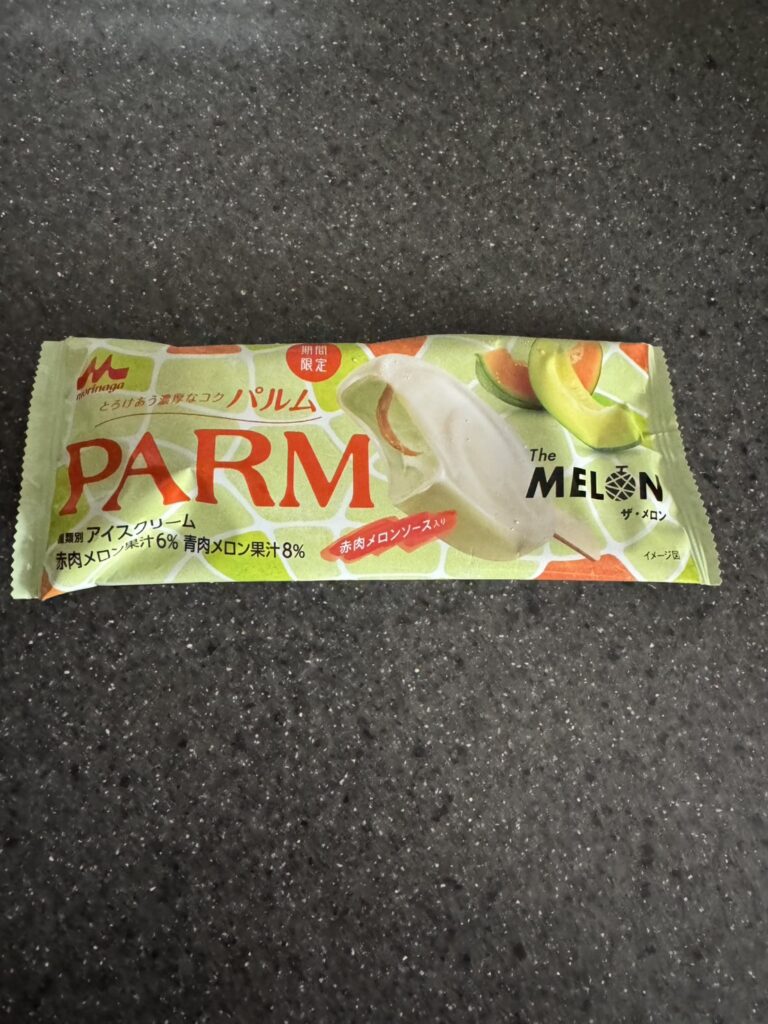 morinaga
期間
限定
とろけあう濃厚なコク パルム
PARM
種類別 アイスクリーム
赤肉メロン果汁6% 青肉メロン果汁8%
赤肉メロンソース入り
The
MELON
ザ・メロン
イメージ図